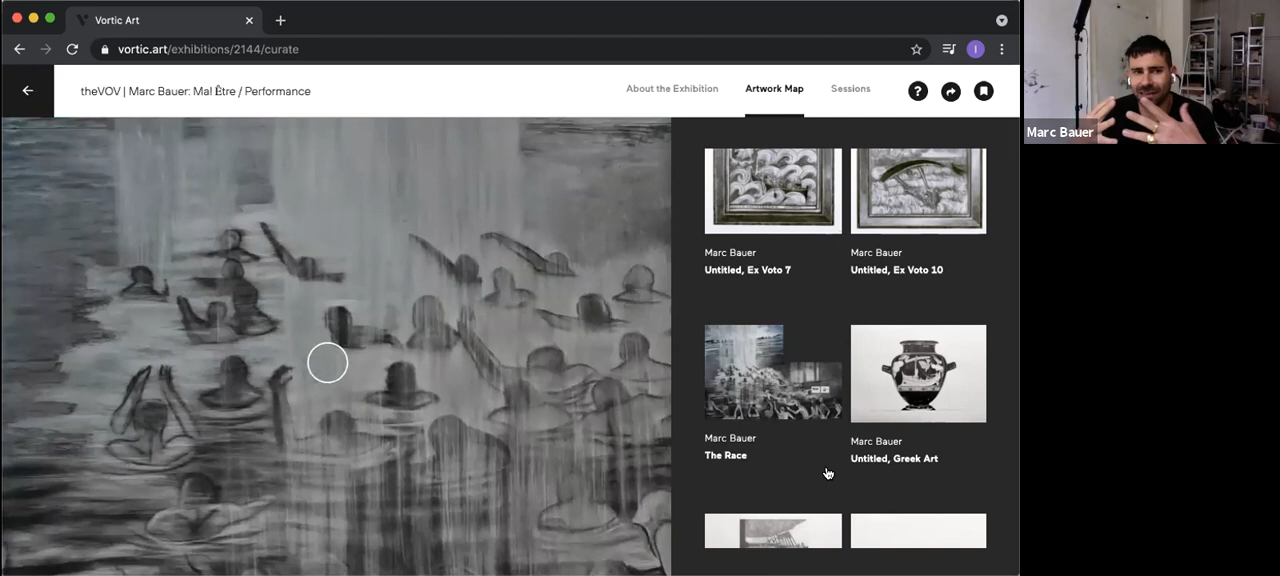 Vortic Art
vortic.art/exhibitions/2144/curate
I
theVOV | Marc Bauer: Mal Être / Performance
About the Exhibition
Artwork Map
Sessions
?
Marc Bauer
Marc Bauer
Untitled, Ex Voto 7
Marc Bauer
Untitled, Ex Voto 10
Marc Bauer
The Race
Marc Bauer
Untitled, Greek Art